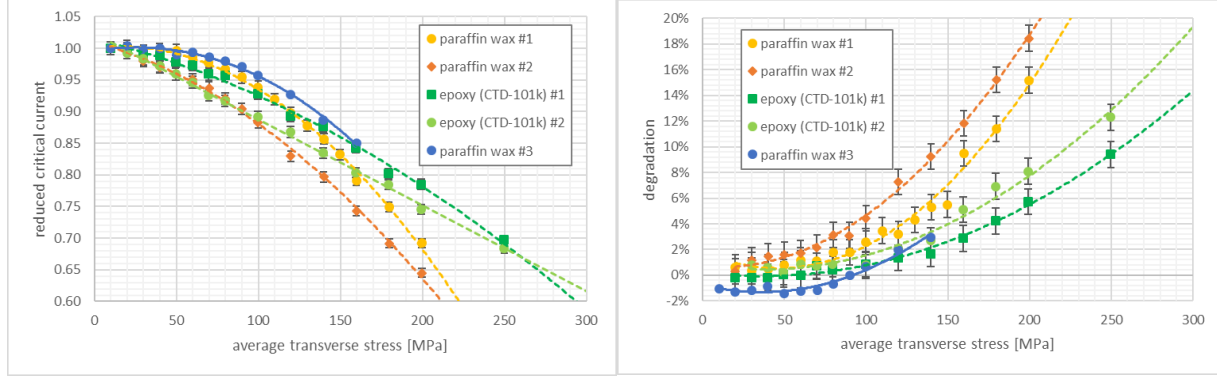 1.05
1.00
0.95
0.90
0.85
0.80
0.75
0.70
0.65
0.60
reduced critical current
paraffin wax #1
paraffin wax #2
epoxy (CTD-101k) #1
epoxy (CTD-101k) #2
paraffin wax #3
0 50 100 150 200 250 300
average transverse stress [MPa]
20%
18%
16%
14%
12%
10%
8%
6%
4%
2%
0%
-2%
degradation
paraffin wax #1
paraffin wax #2
epoxy (CTD-101k) #1
epoxy (CTD-101k) #2
paraffin wax #3
0 50 100 150 200 250 300
average transverse stress [MPa]